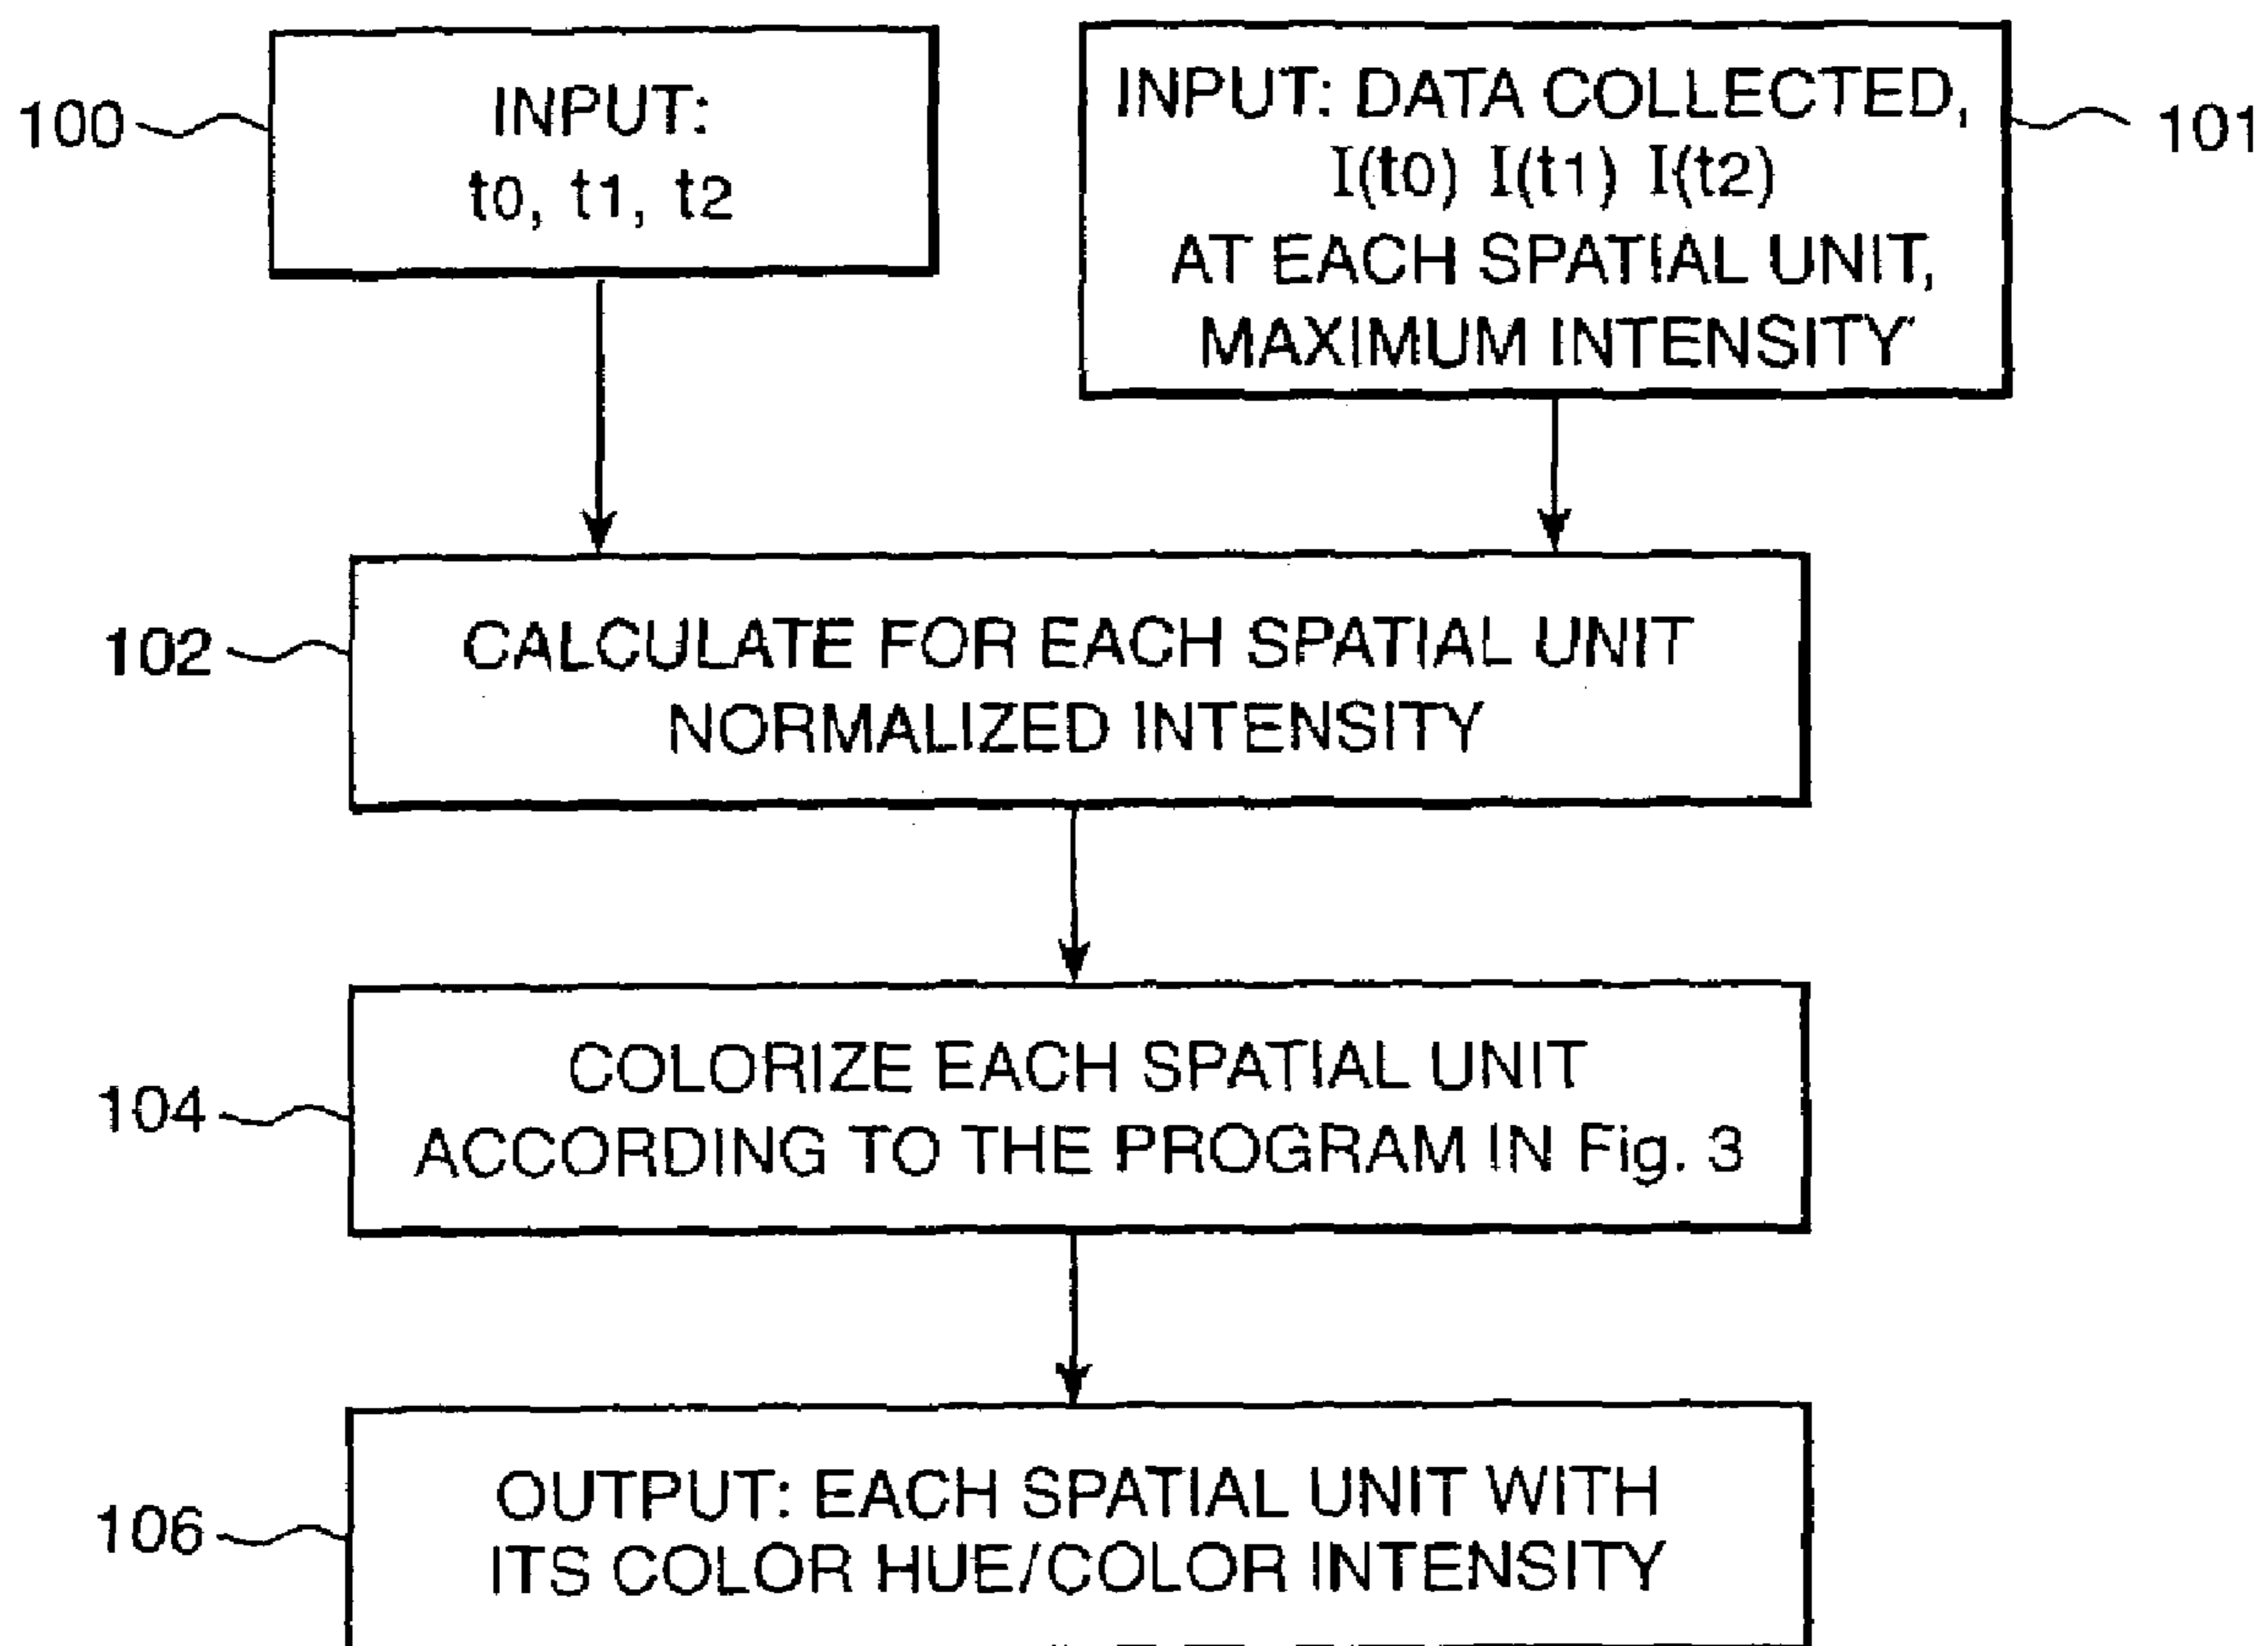 100
INPUT:
t0, t1, t2
INPUT: DATA COLLECTED,
I(t0) I(t1) I(t2)
AT EACH SPATIAL UNIT,
MAXIMUM INTENSITY
101
102
CALCULATE FOR EACH SPATIAL UNIT
NORMALIZED INTENSITY
104
COLORIZE EACH SPATIAL UNIT
ACCORDING TO THE PROGRAM IN Fig. 3
106
OUTPUT: EACH SPATIAL UNIT WITH
ITS COLOR HUE/COLOR INTENSITY